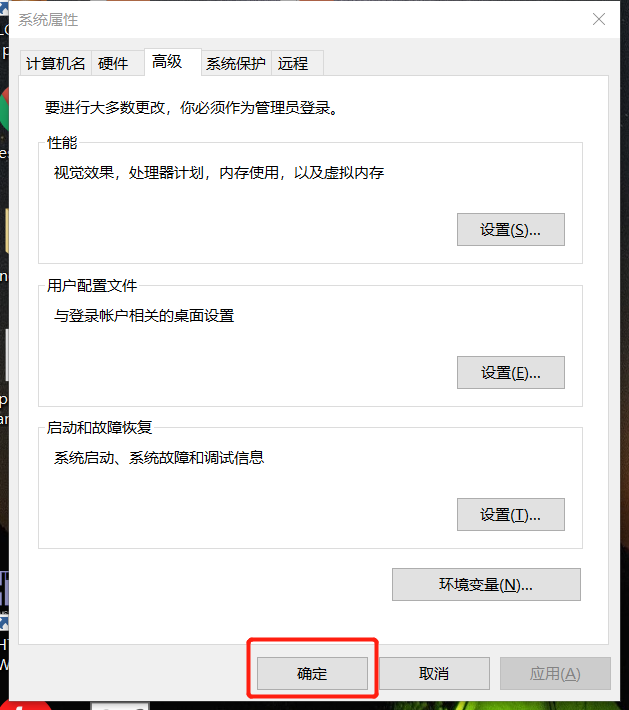 系统属性
计算机名 硬件 高级 系统保护 远程
要进行大多数更改，你必须作为管理员登录。
性能
视觉效果，处理器计划，内存使用，以及虚拟内存
设置(S)...
用户配置文件
与登录帐户相关的桌面设置
设置(E)...
启动和故障恢复
系统启动、系统故障和调试信息
设置(T)...
环境变量(N)...
确定 取消 应用(A)